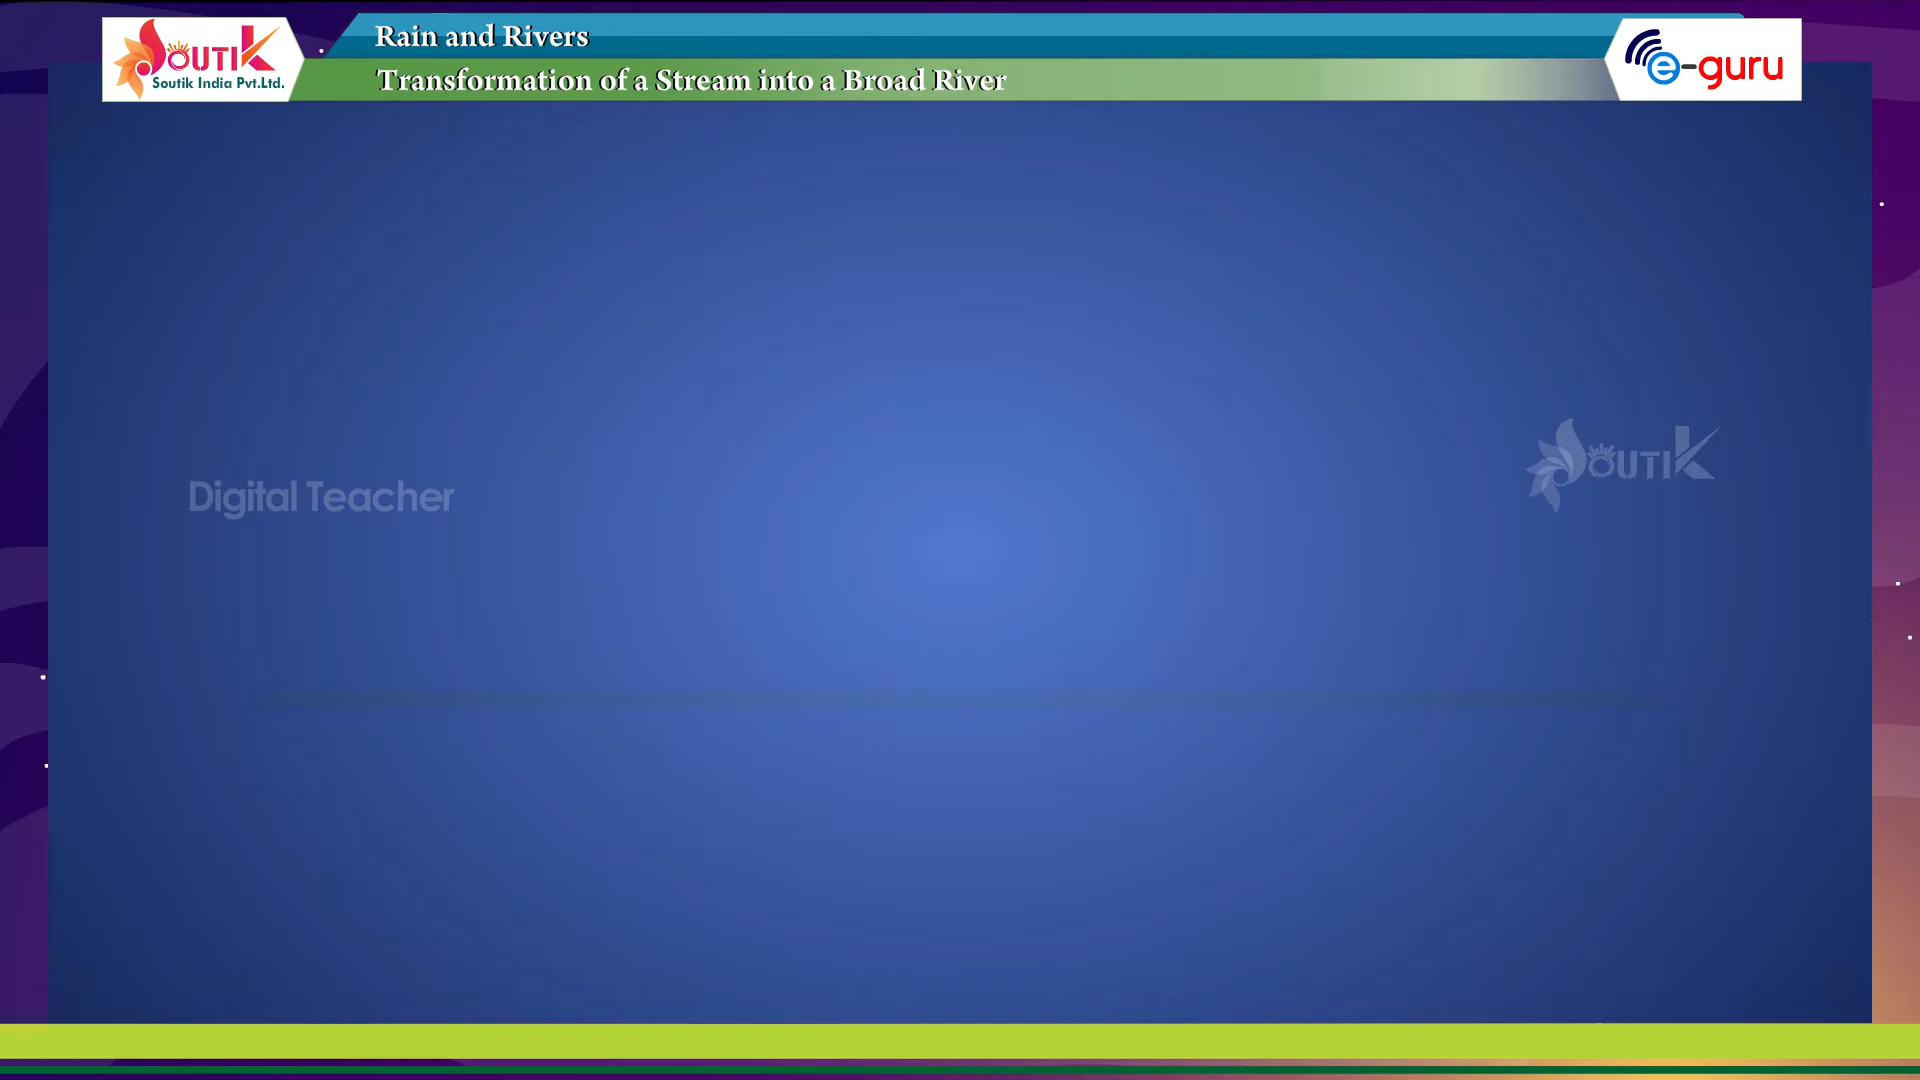 Rain and Rivers
Transformation of a Stream into a Broad River
SOUTIK
Soutik India Pvt.Ltd.
e-guru
Digital Teacher
SOUTIK